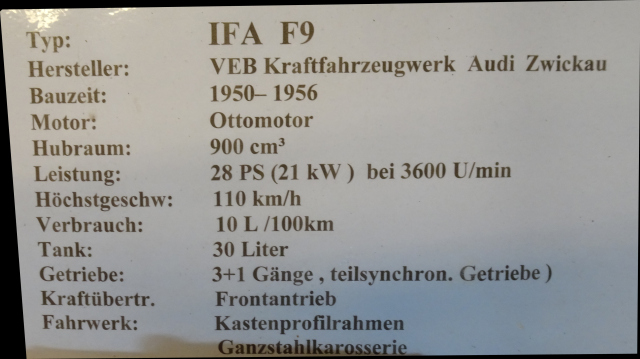 Typ: IFA F9
Hersteller: VEB Kraftfahrzeugwerk Audi Zwickau
Bauzeit: 1950– 1956
Motor: Ottomotor
Hubraum: 900 cm³
Leistung: 28 PS (21 kW ) bei 3600 U/min
Höchstgeschw: 110 km/h
Verbrauch: 10 L /100km
Tank: 30 Liter
Getriebe: 3+1 Gänge , teilsynchron. Getriebe )
Kraftübertr. Frontantrieb
Fahrwerk: Kastenprofilrahmen
Ganzstahlkarosserie